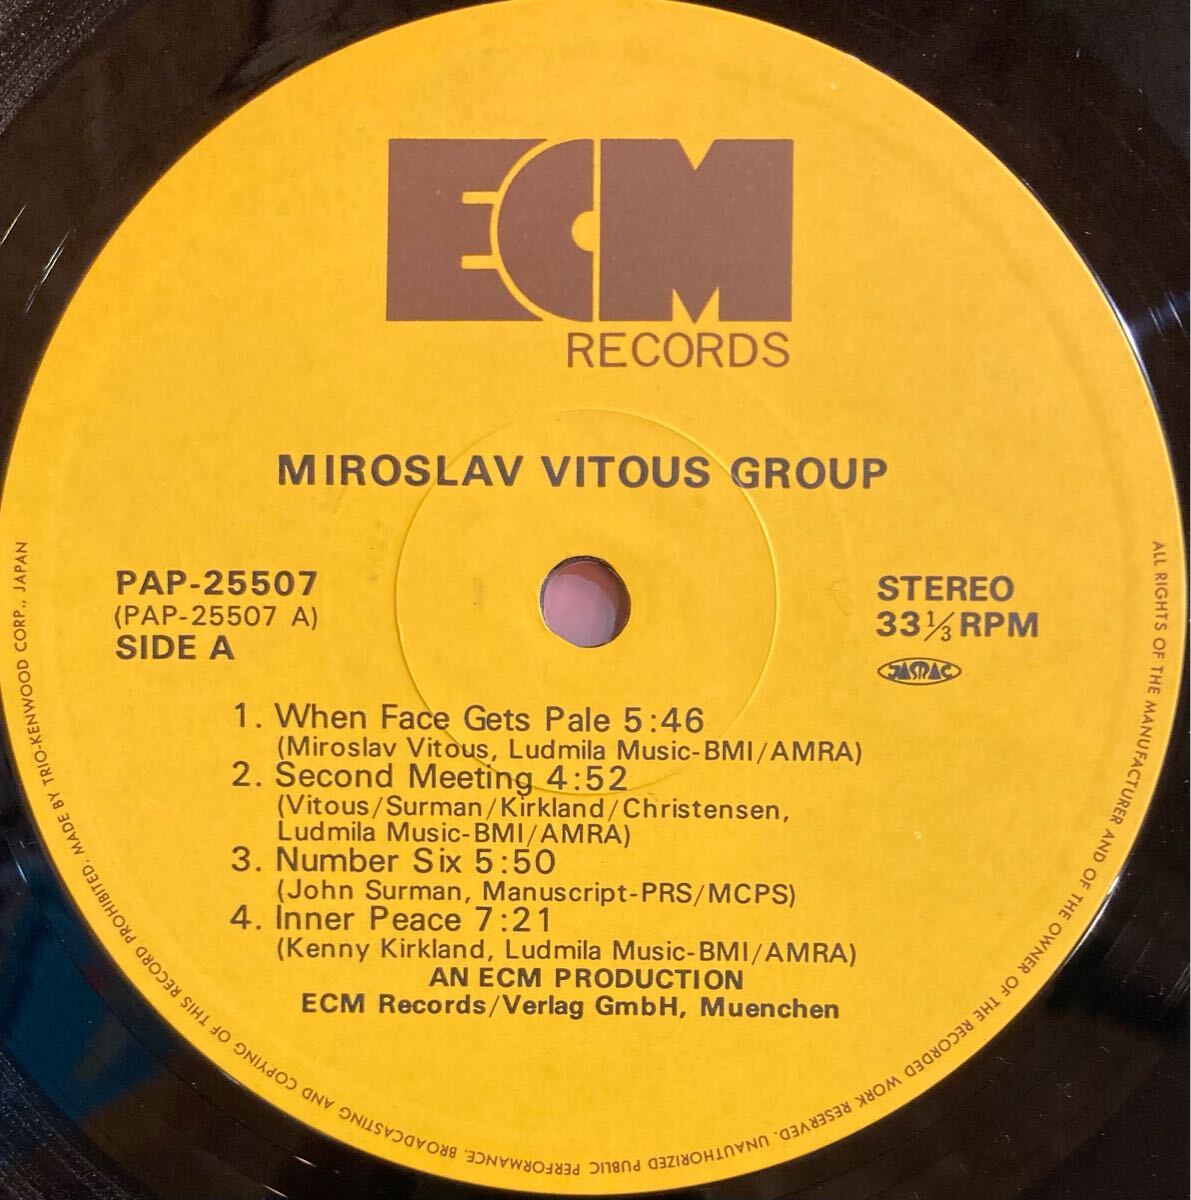 ECM
RECORDS
MIROSLAV VITOUS GROUP
PAP-25507
(PAP-25507 A)
SIDE A
STEREO
33 1/3 RPM
JASRAC
1. When Face Gets Pale 5:46
(Miroslav Vitous, Ludmila Music-BMI/AMRA)
2. Second Meeting 4:52
(Vitous/Surman/Kirkland/Christensen,
Ludmila Music-BMI/AMRA)
3. Number Six 5:50
(John Surman, Manuscript-PRS/MCPS)
4. Inner Peace 7:21
(Kenny Kirkland, Ludmila Music-BMI/AMRA)
AN ECM PRODUCTION
ECM Records/Verlag GmbH, Muenchen
ALL RIGHTS OF THE MANUFACTURER AND OF THE OWNER OF THE RECORDED WORK RESERVED. UNAUTHORIZED PUBLIC PERFORMANCE, BROADCASTING AND COPYING OF THIS RECORD PROHIBITED. MADE BY TRIO-KENWOOD CORP., JAPAN